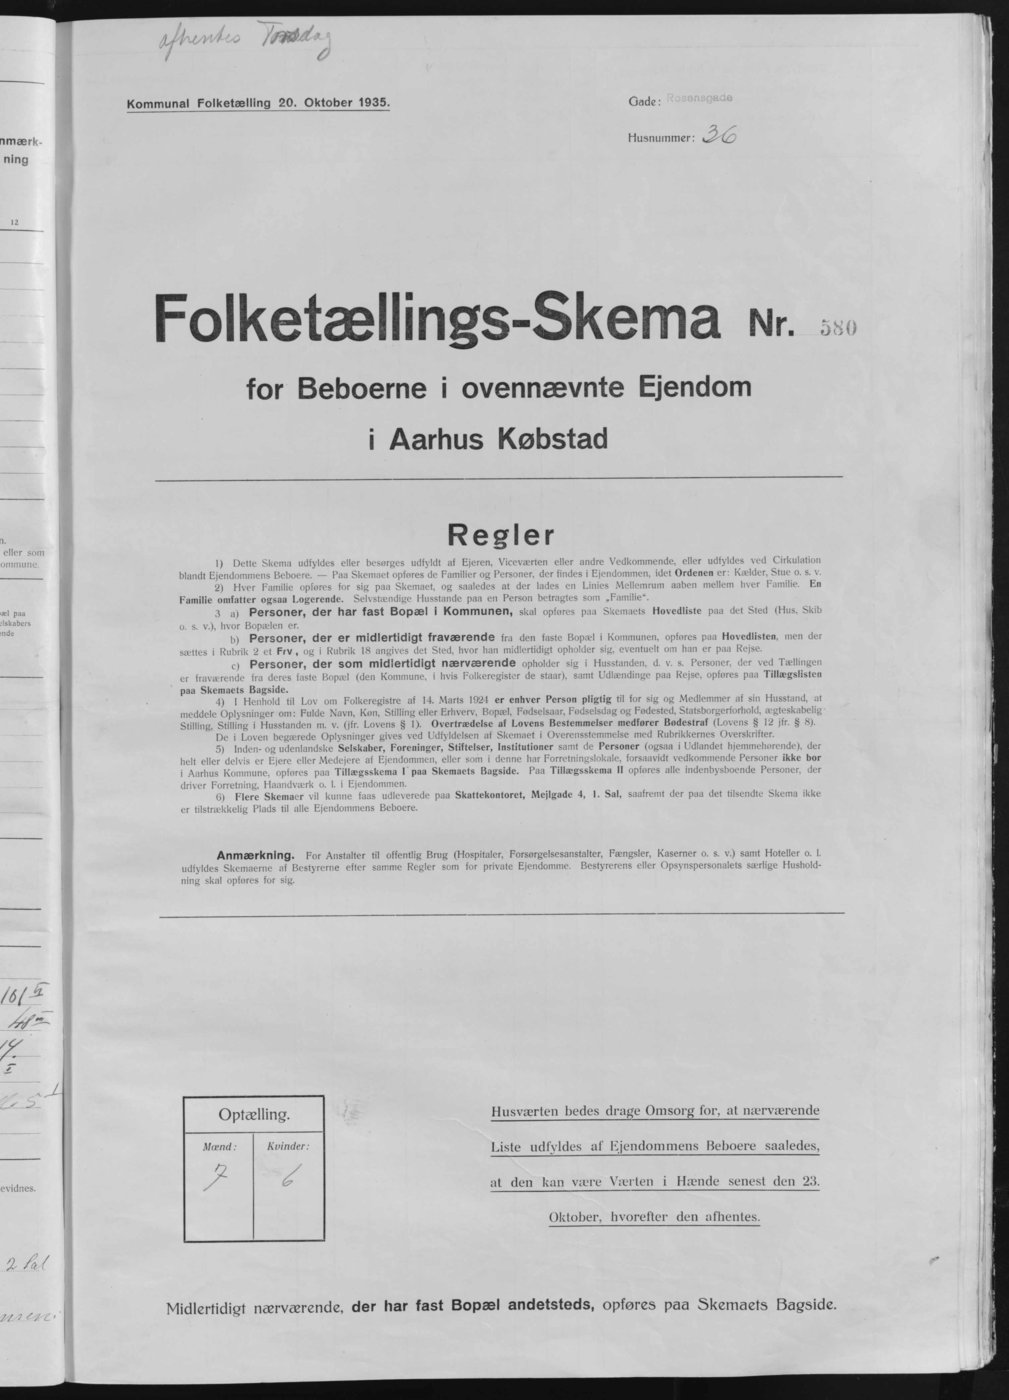 afhentes Torsdag
Kommunal Folketælling 20. Oktober 1935.
Gade: Rosensgade
Husnummer: 36
nmærk-
ning
12
Folketællings-Skema Nr. 580
for Beboerne i ovennævnte Ejendom
i Aarhus Købstad
Regler
1) Dette Skema udfyldes eller besørges udfyldt af Ejeren, Viceværten eller andre Vedkommende, eller udfyldes ved Cirkulation
blandt Ejendommens Beboere. — Paa Skemaet opføres de Familier og Personer, der findes i Ejendommen, idet Ordenen er: Kælder, Stue o. s. v.
2) Hver Familie opføres for sig paa Skemaet, og saaledes at der lades en Linies Mellemrum aaben mellem hver Familie. En
Familie omfatter ogsaa Logerende. Selvstændige Husstande paa en Person betragtes som „Familie“.
3 a) Personer, der har fast Bopæl i Kommunen, skal opføres paa Skemaets Hovedliste paa det Sted (Hus, Skib
o. s. v.), hvor Bopælen er.
b) Personer, der er midlertidigt fraværende fra den faste Bopæl i Kommunen, opføres paa Hovedlisten, men der
sættes i Rubrik 2 et Frv, og i Rubrik 18 angives det Sted, hvor han midlertidigt opholder sig, eventuelt om han er paa Rejse.
c) Personer, der som midlertidigt nærværende opholder sig i Husstanden, d. v. s. Personer, der ved Tællingen
er fraværende fra deres faste Bopæl (den Kommune, i hvis Folkeregister de staar), samt Udlændinge paa Rejse, opføres paa Tillægslisten
paa Skemaets Bagside.
4) I Henhold til Lov om Folkeregistre af 14. Marts 1924 er enhver Person pligtig til for sig og Medlemmer af sin Husstand, at
meddele Oplysninger om: Fulde Navn, Køn, Stilling eller Erhverv, Bopæl, Fødselsaar, Fødselsdag og Fødested, Statsborgerforhold, ægteskabelig
Stilling, Stilling i Husstanden m. v. (jfr. Lovens § 1). Overtrædelse af Lovens Bestemmelser medfører Bødestraf (Lovens § 12 jfr. § 8).
De i Loven begærede Oplysninger gives ved Udfyldelsen af Skemaet i Overensstemmelse med Rubrikkernes Overskrifter.
5) Inden- og udenlandske Selskaber, Foreninger, Stiftelser, Institutioner samt de Personer (ogsaa i Udlandet hjemmehørende), der
helt eller delvis er Ejere eller Medejere af Ejendommen, eller som i denne har Forretningslokale, forsaavidt vedkommende Personer ikke bor
i Aarhus Kommune, opføres paa Tillægsskema I paa Skemaets Bagside. Paa Tillægsskema II opføres alle indenbysboende Personer, der
driver Forretning, Haandværk o. l. i Ejendommen.
6) Flere Skemaer vil kunne faas udleverede paa Skattekontoret, Mejlgade 4, 1. Sal, saafremt der paa det tilsendte Skema ikke
er tilstrækkelig Plads til alle Ejendommens Beboere.
Anmærkning. For Anstalter til offentlig Brug (Hospitaler, Forsørgelsesanstalter, Fængsler, Kaserner o. s. v.) samt Hoteller o. l.
udfyldes Skemaerne af Bestyrerne efter samme Regler som for private Ejendomme. Bestyrerens eller Opsynspersonalets særlige Hushold-
ning skal opføres for sig.
n.
eller som
ommune.
æl paa
elskabers
ende
evidnes.
2 Sal
Optælling.
Mænd: Kvinder:
7 6
Husværten bedes drage Omsorg for, at nærværende
Liste udfyldes af Ejendommens Beboere saaledes,
at den kan være Værten i Hænde senest den 23.
Oktober, hvorefter den afhentes.
Midlertidigt nærværende, der har fast Bopæl andetsteds, opføres paa Skemaets Bagside.